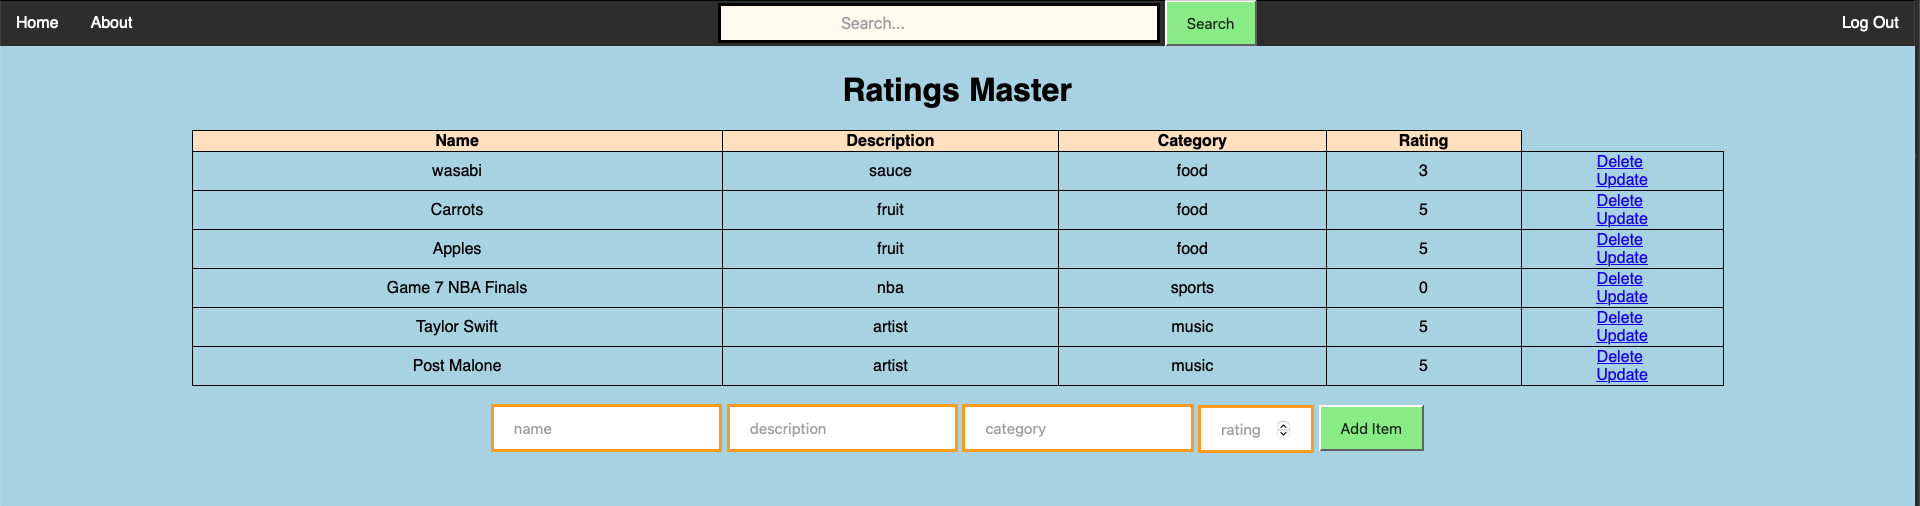 Home About Search... Search Log Out
Ratings Master
Name Description Category Rating
wasabi sauce food 3 Delete
Update
Carrots fruit food 5 Delete
Update
Apples fruit food 5 Delete
Update
Game 7 NBA Finals nba sports 0 Delete
Update
Taylor Swift artist music 5 Delete
Update
Post Malone artist music 5 Delete
Update
name description category rating Add Item